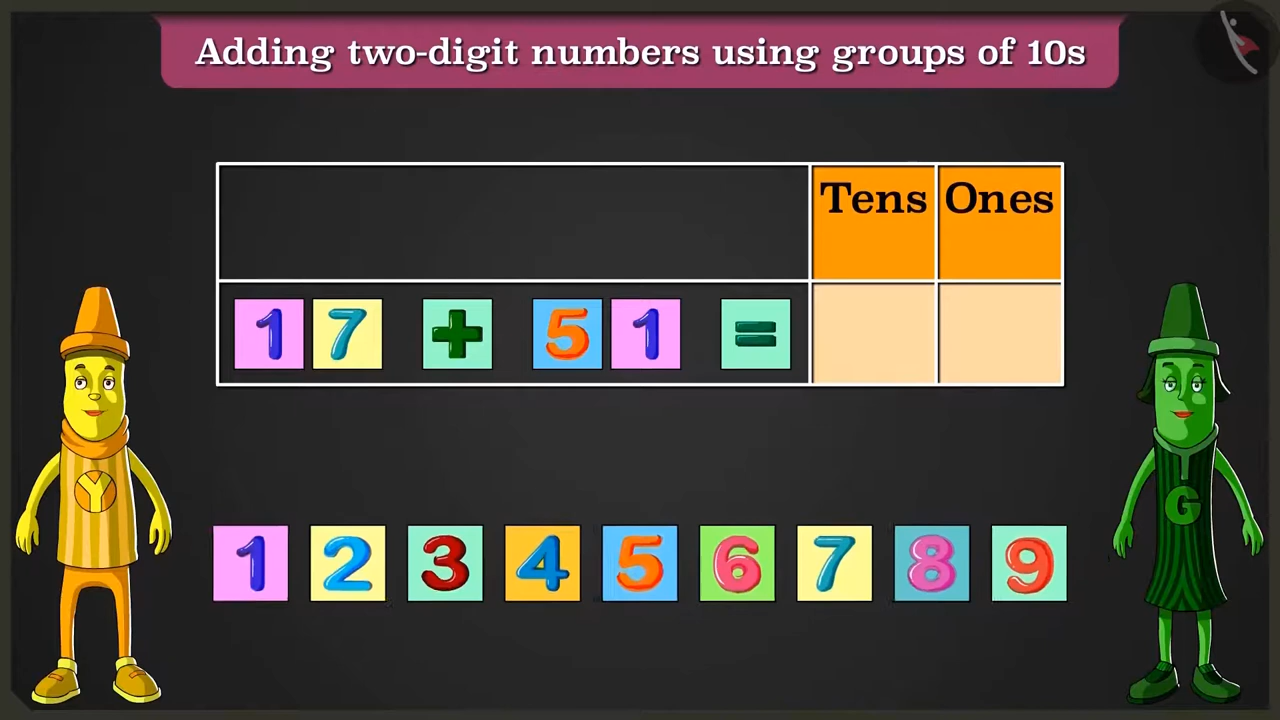 Adding two-digit numbers using groups of 10s
Tens Ones
17 + 51 =
Y
G
1 2 3 4 5 6 7 8 9